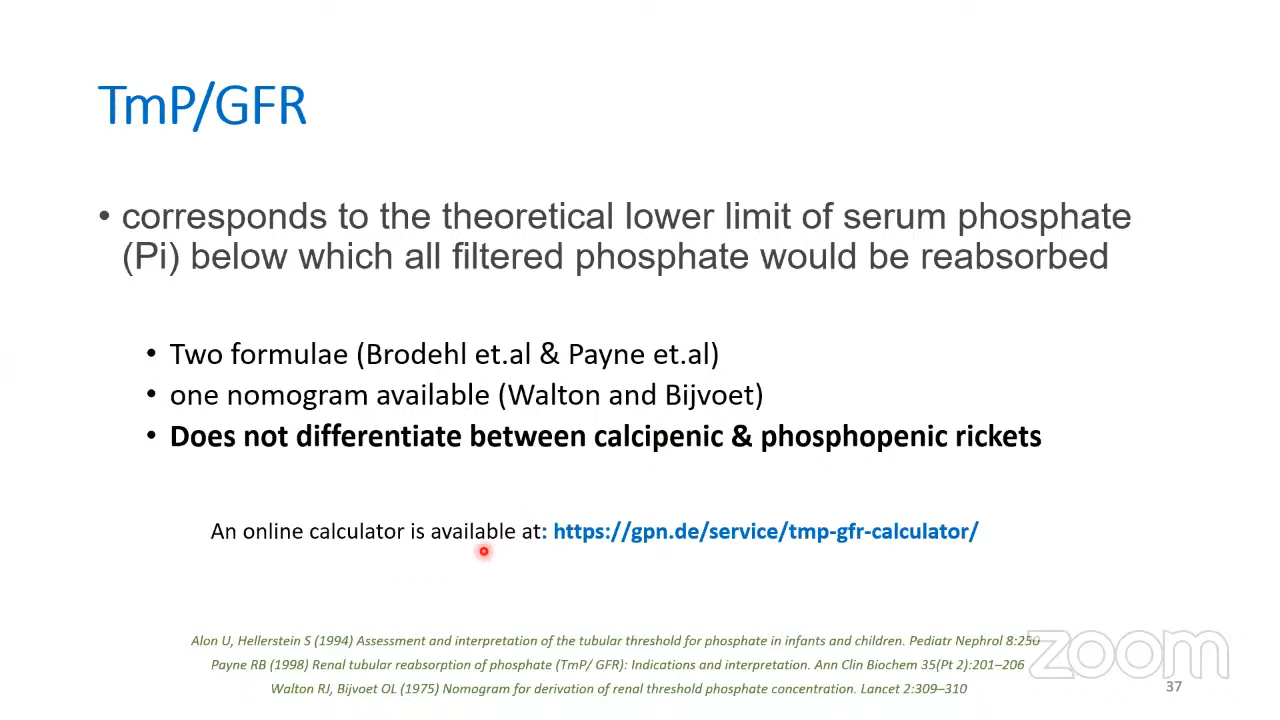 TmP/GFR
• corresponds to the theoretical lower limit of serum phosphate
(Pi) below which all filtered phosphate would be reabsorbed
• Two formulae (Brodehl et.al & Payne et.al)
• one nomogram available (Walton and Bijvoet)
• Does not differentiate between calcipenic & phosphopenic rickets
An online calculator is available at: https://gpn.de/service/tmp-gfr-calculator/
Alon U, Hellerstein S (1994) Assessment and interpretation of the tubular threshold for phosphate in infants and children. Pediatr Nephrol 8:250
Payne RB (1998) Renal tubular reabsorption of phosphate (TmP/ GFR): Indications and interpretation. Ann Clin Biochem 35(Pt 2):201–206
Walton RJ, Bijvoet OL (1975) Nomogram for derivation of renal threshold phosphate concentration. Lancet 2:309–310
zoom
37